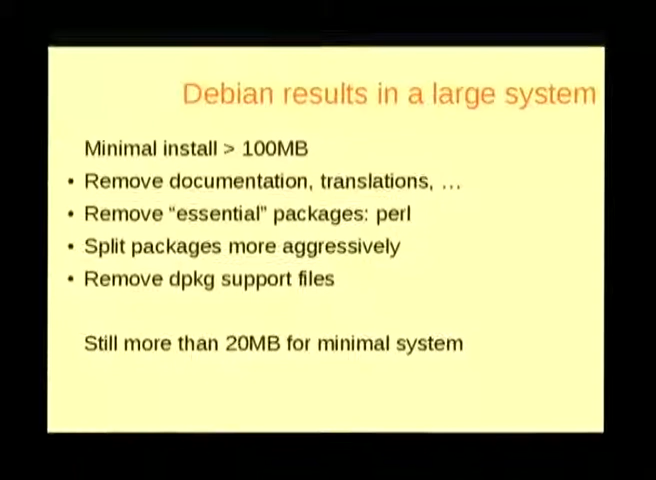 Debian results in a large system
Minimal install > 100MB
• Remove documentation, translations, …
• Remove “essential” packages: perl
• Split packages more aggressively
• Remove dpkg support files
Still more than 20MB for minimal system